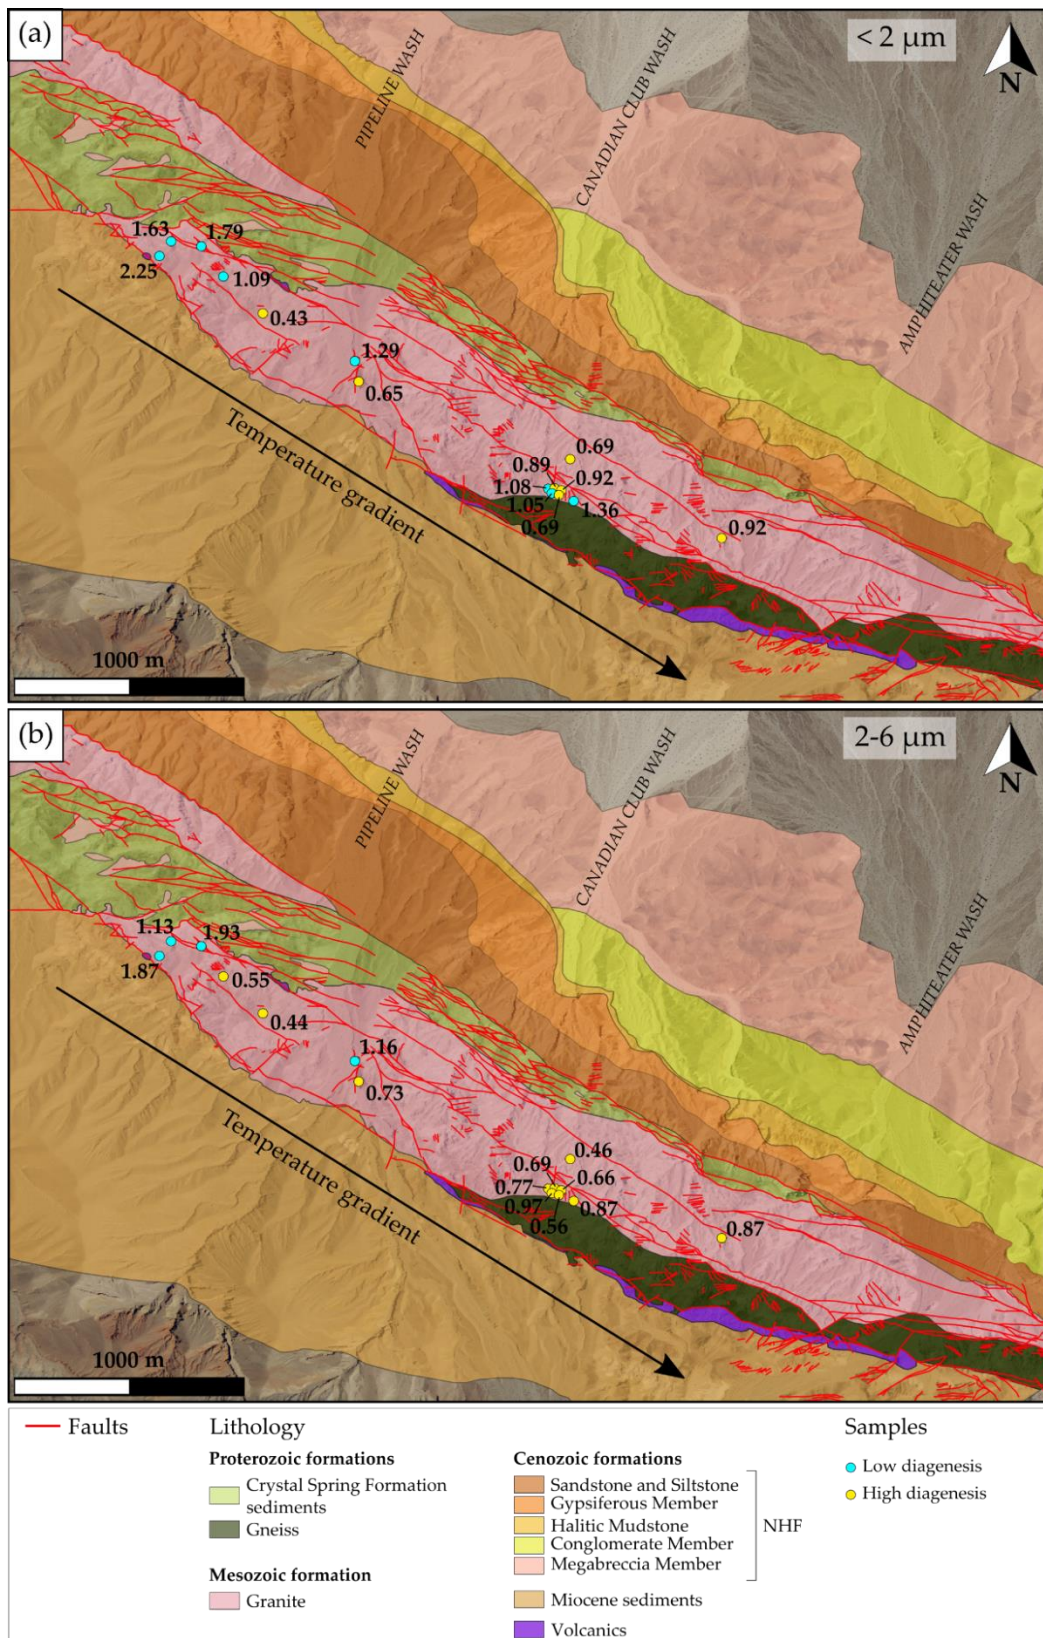 (a)
< 2 µm
N
PIPELINE WASH
CANADIAN CLUB WASH
AMPHITEATER WASH
1.63
1.79
2.25
1.09
0.43
1.29
0.65
0.69
0.89
0.92
1.08
1.05
1.36
0.69
0.92
Temperature gradient
1000 m
(b)
2-6 µm
N
PIPELINE WASH
CANADIAN CLUB WASH
AMPHITEATER WASH
1.13
1.93
1.87
0.55
0.44
1.16
0.73
0.46
0.69
0.66
0.77
0.97
0.87
0.56
0.87
Temperature gradient
1000 m
Faults
Lithology
Proterozoic formations
Crystal Spring Formation
sediments
Gneiss
Mesozoic formation
Granite
Cenozoic formations
Sandstone and Siltstone
Gypsiferous Member
Halitic Mudstone
Conglomerate Member
Megabreccia Member
NHF
Miocene sediments
Volcanics
Samples
Low diagenesis
High diagenesis